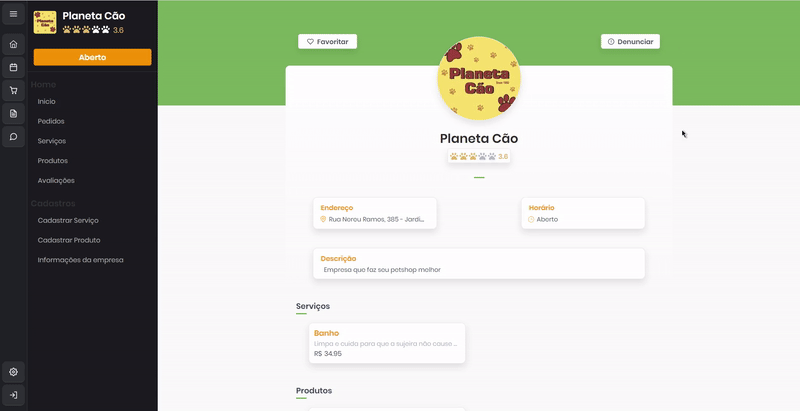 Planeta Cão
3.6
Aberto
Home
Inicio
Pedidos
Serviços
Produtos
Avaliações
Cadastros
Cadastrar Serviço
Cadastrar Produto
Informações da empresa
Favoritar
Denunciar
Planeta
Cão
Planeta Cão
3.6
Endereço
Rua Nereu Ramos, 385 - Jardi...
Horário
Aberto
Descrição
Empresa que faz seu petshop melhor
Serviços
Banho
Limpa e cuida para que a sujeira não cause ...
R$ 34.95
Produtos